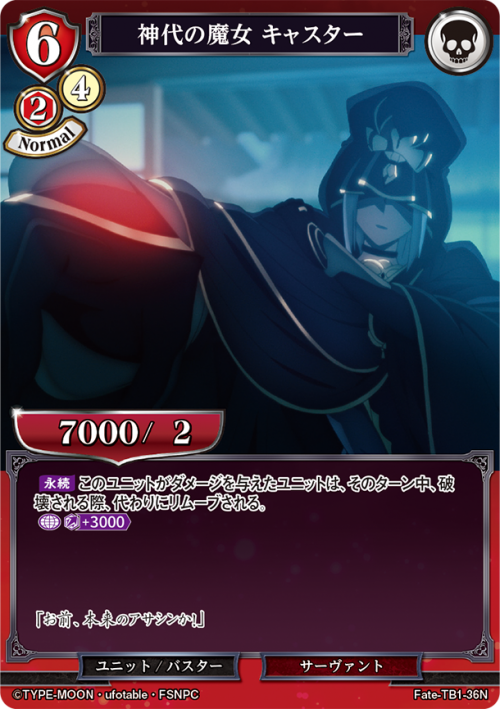 6
神代の魔女 キャスター
2
4
Normal
7000/ 2
永続 このユニットがダメージを与えたユニットは、そのターン中、破
壊される際、代わりにリムーブされる。
+3000
「お前、本来のアサシンか!」
ユニット / バスター
サーヴァント
©TYPE-MOON・ufotable・FSNPC
Fate-TB1-36N